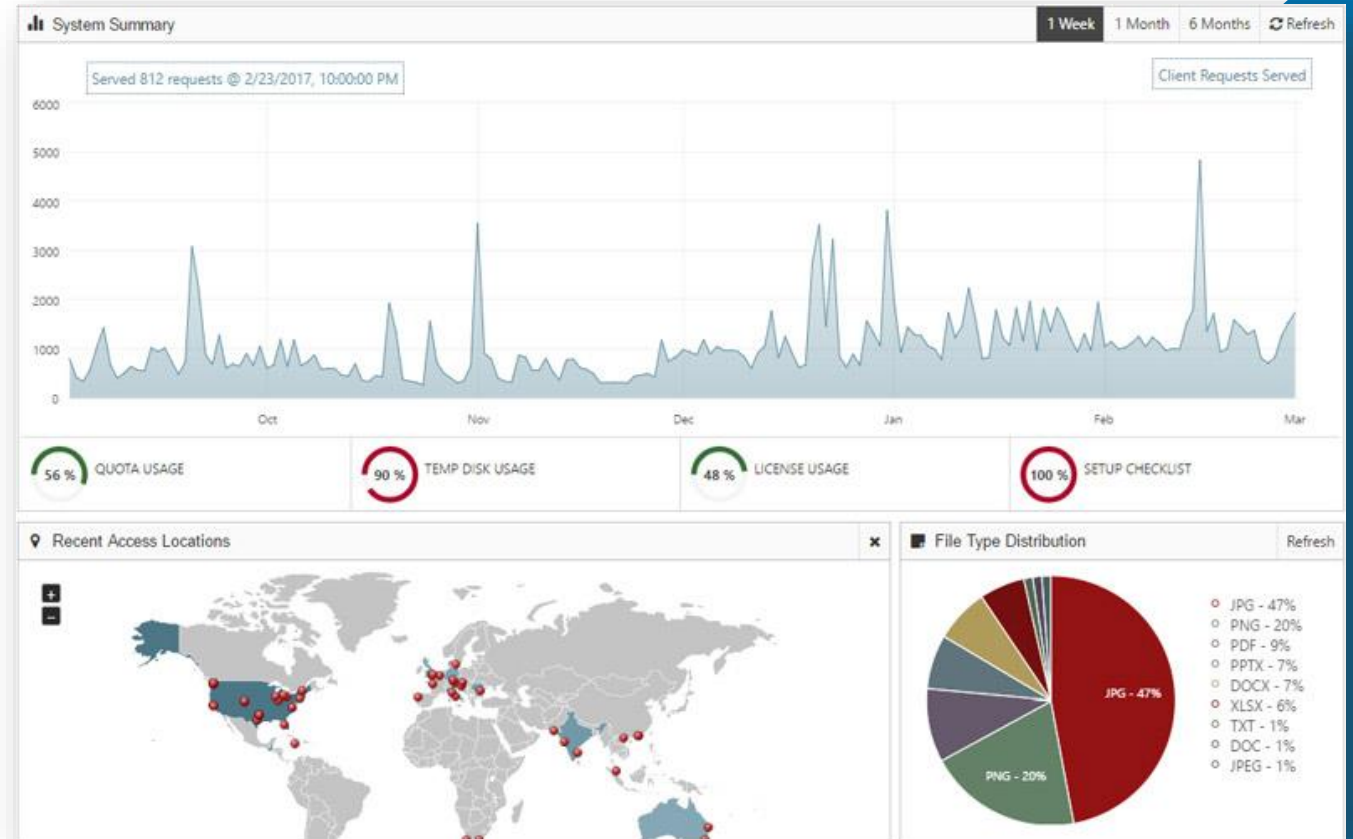 System Summary
1 Week 1 Month 6 Months Refresh
Served 812 requests @ 2/23/2017, 10:00:00 PM
Client Requests Served
6000
5000
4000
3000
2000
1000
0
Oct Nov Dec Jan Feb Mar
56 % QUOTA USAGE
90 % TEMP DISK USAGE
48 % LICENSE USAGE
100 % SETUP CHECKLIST
Recent Access Locations
+
-
File Type Distribution Refresh
JPG - 47%
PNG - 20%
JPG - 47%
PNG - 20%
PDF - 9%
PPTX - 7%
DOCX - 7%
XLSX - 6%
TXT - 1%
DOC - 1%
JPEG - 1%